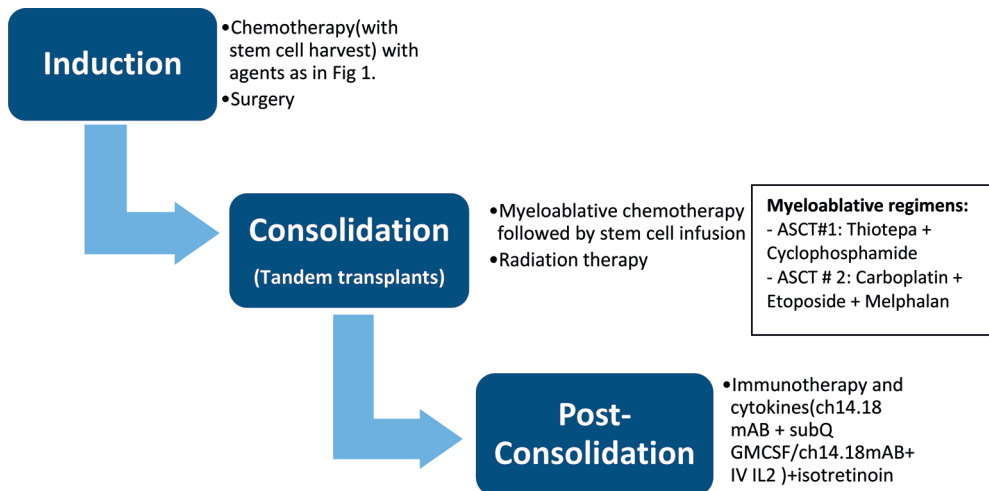 Induction
•Chemotherapy(with
stem cell harvest) with
agents as in Fig 1.
•Surgery
Consolidation
(Tandem transplants)
•Myeloablative chemotherapy
followed by stem cell infusion
•Radiation therapy
Myeloablative regimens:
- ASCT#1: Thiotepa +
Cyclophosphamide
- ASCT # 2: Carboplatin +
Etoposide + Melphalan
Post-
Consolidation
•Immunotherapy and
cytokines(ch14.18
mAB + subQ
GMCSF/ch14.18mAB+
IV IL2 )+isotretinoin